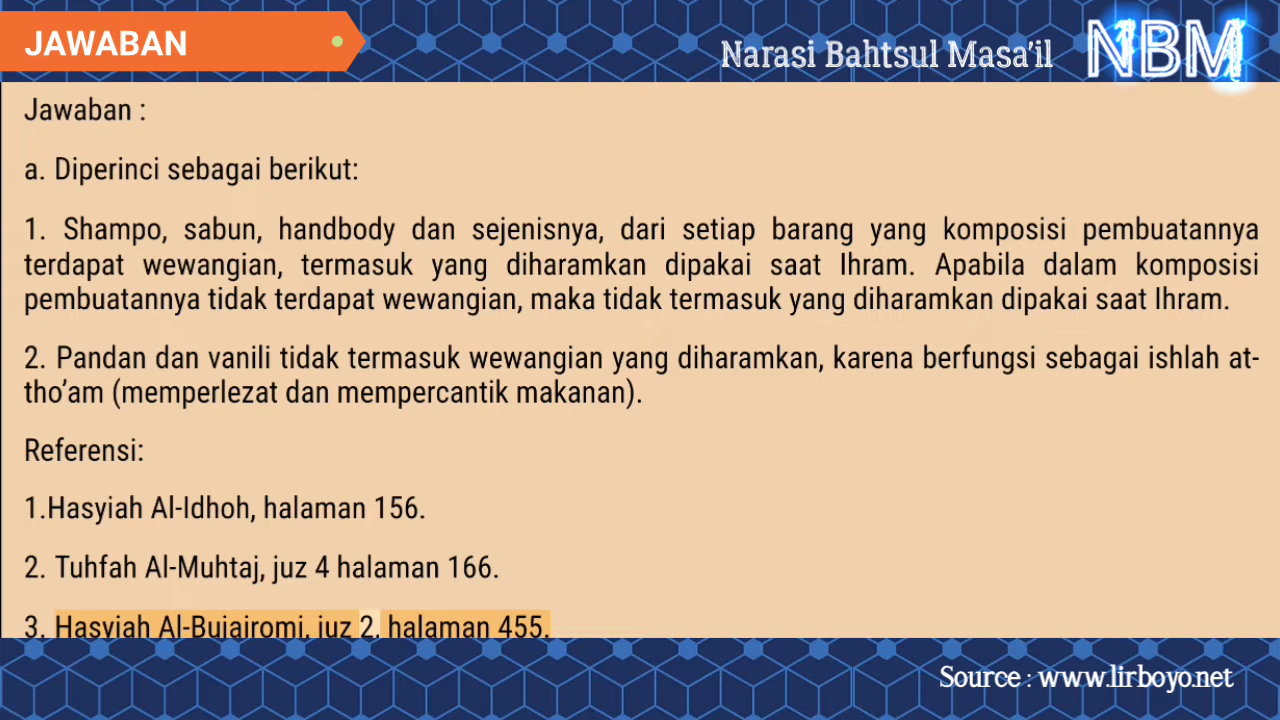 JAWABAN
Narasi Bahtsul Masa'il
NBM
Jawaban :
a. Diperinci sebagai berikut:
1. Shampo, sabun, handbody dan sejenisnya, dari setiap barang yang komposisi pembuatannya
terdapat wewangian, termasuk yang diharamkan dipakai saat Ihram. Apabila dalam komposisi
pembuatannya tidak terdapat wewangian, maka tidak termasuk yang diharamkan dipakai saat Ihram.
2. Pandan dan vanili tidak termasuk wewangian yang diharamkan, karena berfungsi sebagai ishlah at-
tho’am (memperlezat dan mempercantik makanan).
Referensi:
1.Hasyiah Al-Idhoh, halaman 156.
2. Tuhfah Al-Muhtaj, juz 4 halaman 166.
3. Hasyiah Al-Bujairomi, juz 2, halaman 455.
Source : www.lirboyo.net